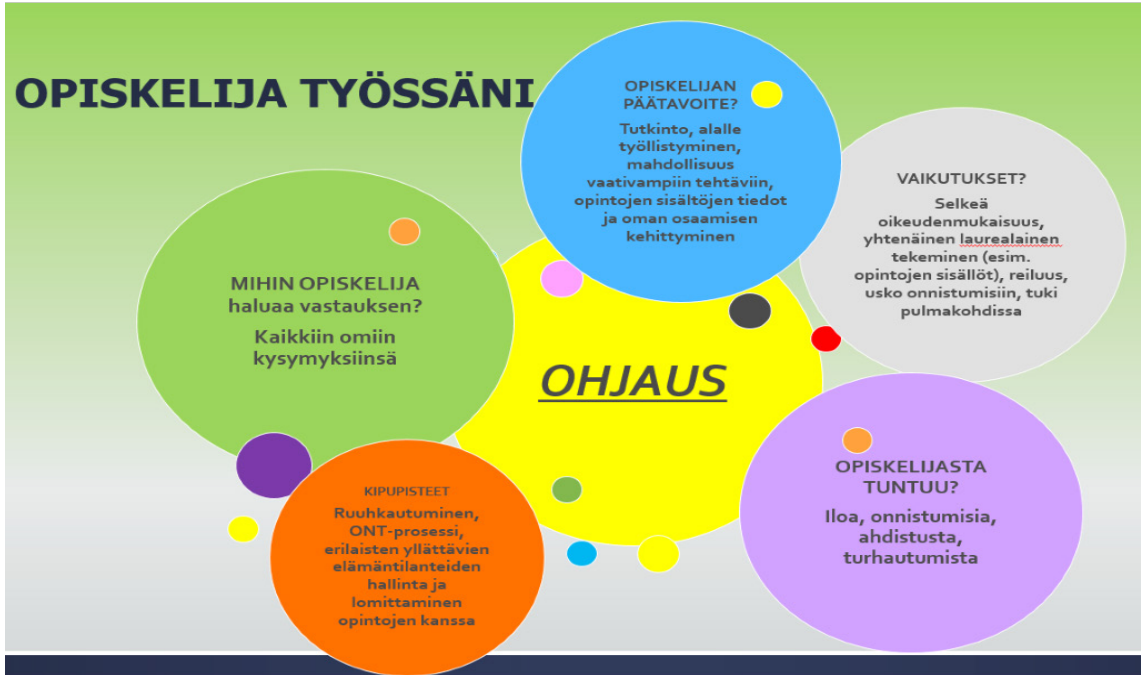 OPISKELIJA TYÖSSÄNI
OPISKELIJAN
PÄÄTAVOITE?
Tutkinto, alalle
työllistyminen,
mahdollisuus
vaativampiin tehtäviin,
opintojen sisältöjen tiedot
ja oman osaamisen
kehittyminen
VAIKUTUKSET?
Selkeä
oikeudenmukaisuus,
yhtenäinen laurealainen
tekeminen (esim.
opintojen sisällöt), reiluus,
usko onnistumisiin, tuki
pulmakohdissa
MIHIN OPISKELIJA
haluaa vastauksen?
Kaikkiin omiin
kysymyksiinsä
OHJAUS
OPISKELIJASTA
TUNTUU?
Iloa, onnistumisia,
ahdistusta,
turhautumista
KIPUPISTEET
Ruuhkautuminen,
ONT-prosessi,
erilaisten yllättävien
elämäntilanteiden
hallinta ja
lomittaminen
opintojen kanssa